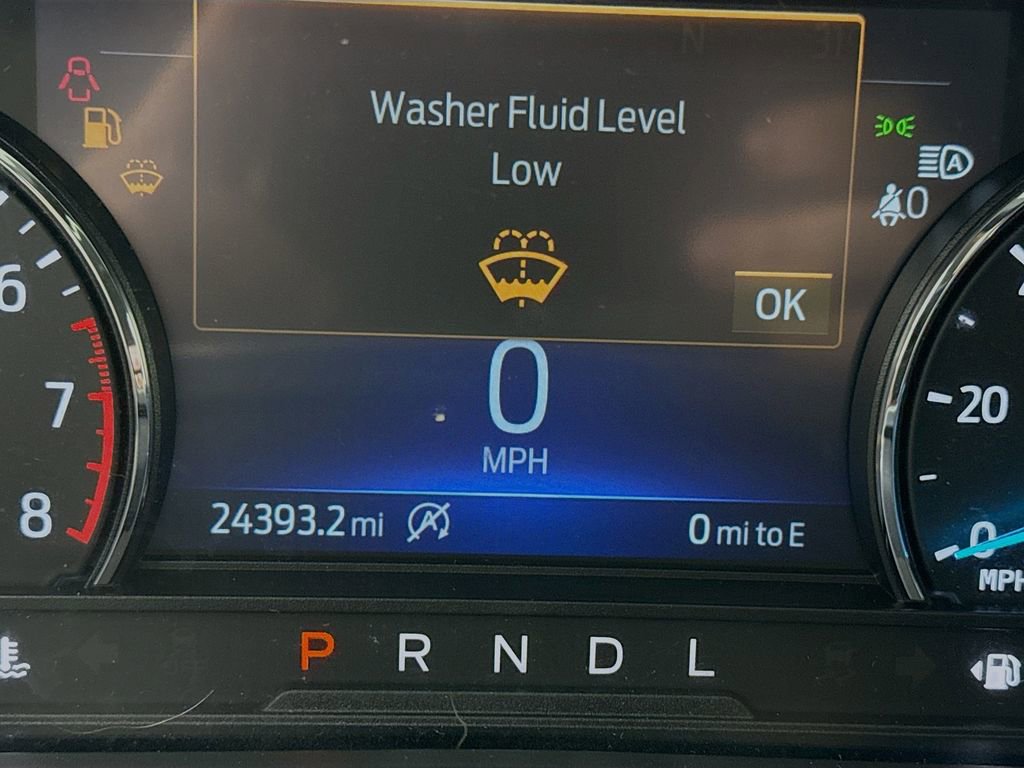 Washer Fluid Level
Low
A
0
OK
6
7
8
0
MPH
20
0
MPH
24393.2 mi
A
0 mi to E
P R N D L